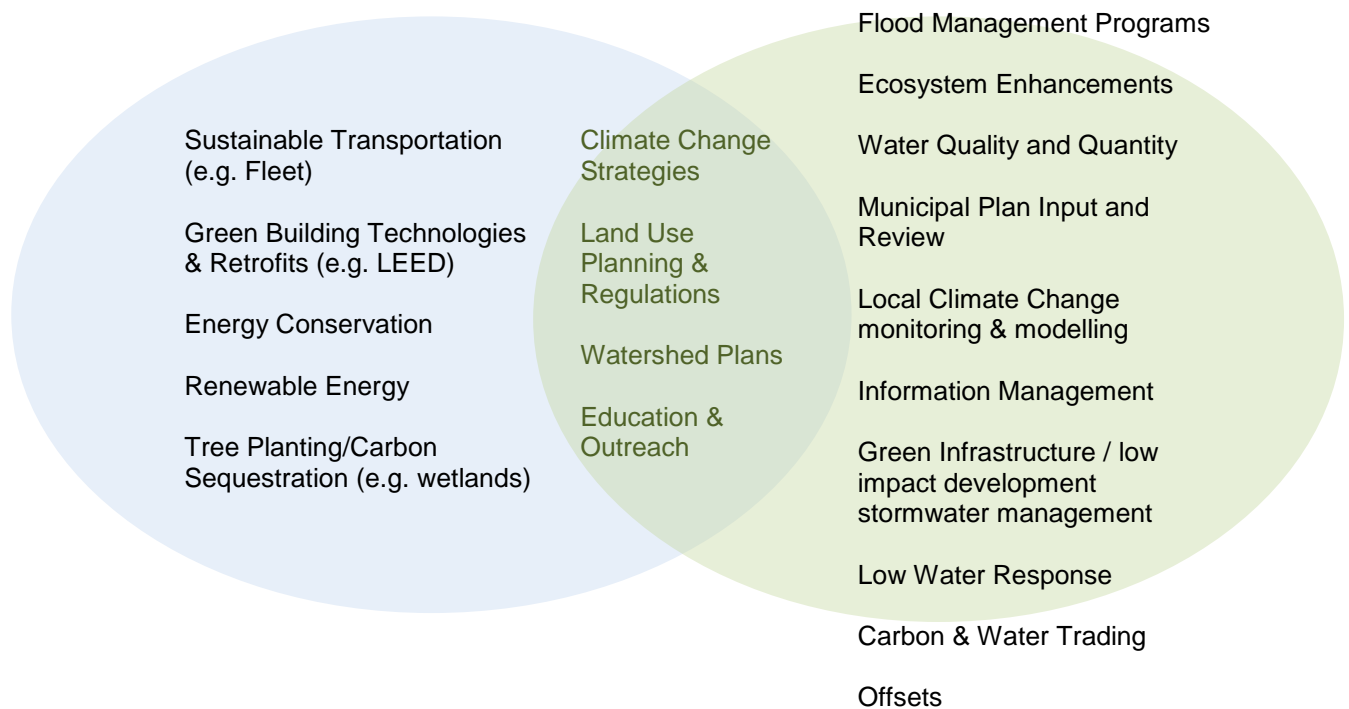 Sustainable Transportation
(e.g. Fleet)
Green Building Technologies
& Retrofits (e.g. LEED)
Energy Conservation
Renewable Energy
Tree Planting/Carbon
Sequestration (e.g. wetlands)
Climate Change
Strategies
Land Use
Planning &
Regulations
Watershed Plans
Education &
Outreach
Flood Management Programs
Ecosystem Enhancements
Water Quality and Quantity
Municipal Plan Input and
Review
Local Climate Change
monitoring & modelling
Information Management
Green Infrastructure / low
impact development
stormwater management
Low Water Response
Carbon & Water Trading
Offsets